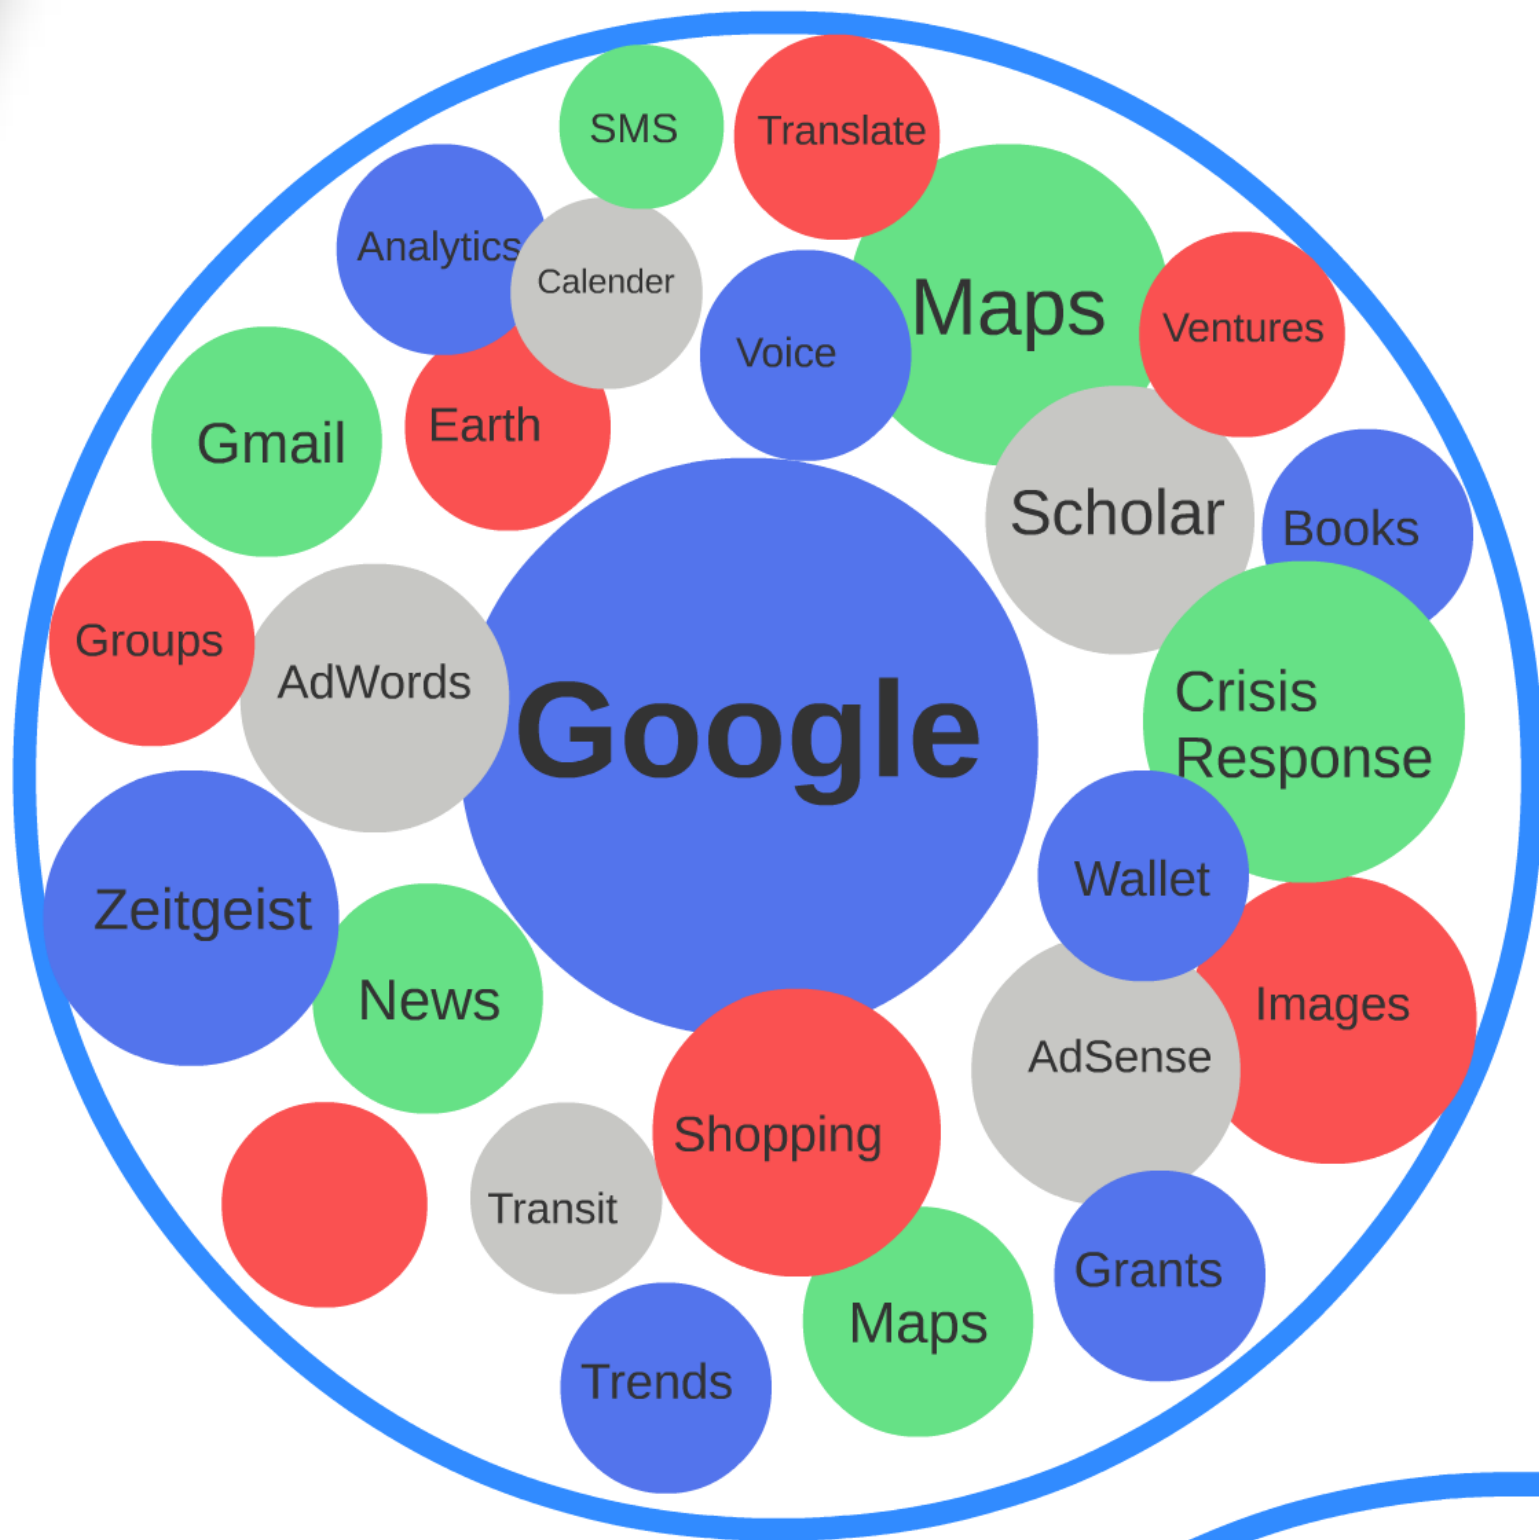 SMS
Translate
Analytics
Calender
Maps
Ventures
Voice
Gmail
Earth
Scholar
Books
Groups
AdWords
Google
Crisis
Response
Zeitgeist
Wallet
News
Images
AdSense
Shopping
Transit
Grants
Maps
Trends